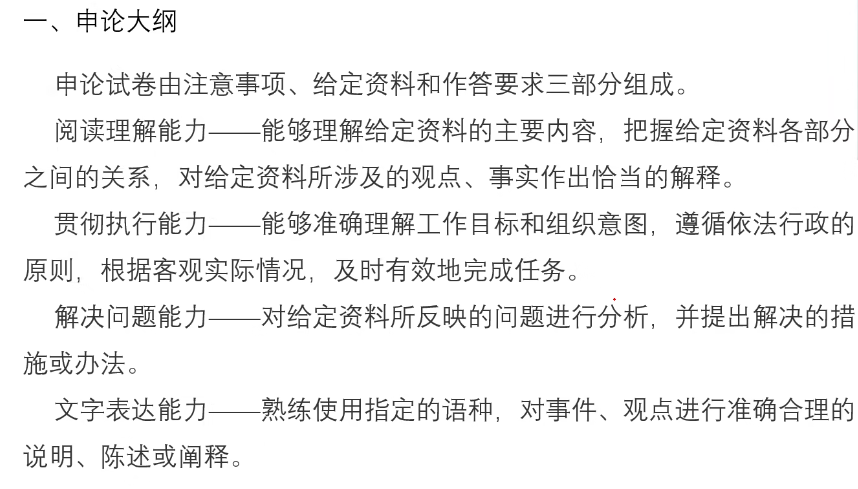 一、申论大纲
申论试卷由注意事项、给定资料和作答要求三部分组成。
阅读理解能力——能够理解给定资料的主要内容，把握给定资料各部分
之间的关系，对给定资料所涉及的观点、事实作出恰当的解释。
贯彻执行能力——能够准确理解工作目标和组织意图，遵循依法行政的
原则，根据客观实际情况，及时有效地完成任务。
解决问题能力——对给定资料所反映的问题进行分析，并提出解决的措
施或办法。
文字表达能力——熟练使用指定的语种，对事件、观点进行准确合理的
说明、陈述或阐释。